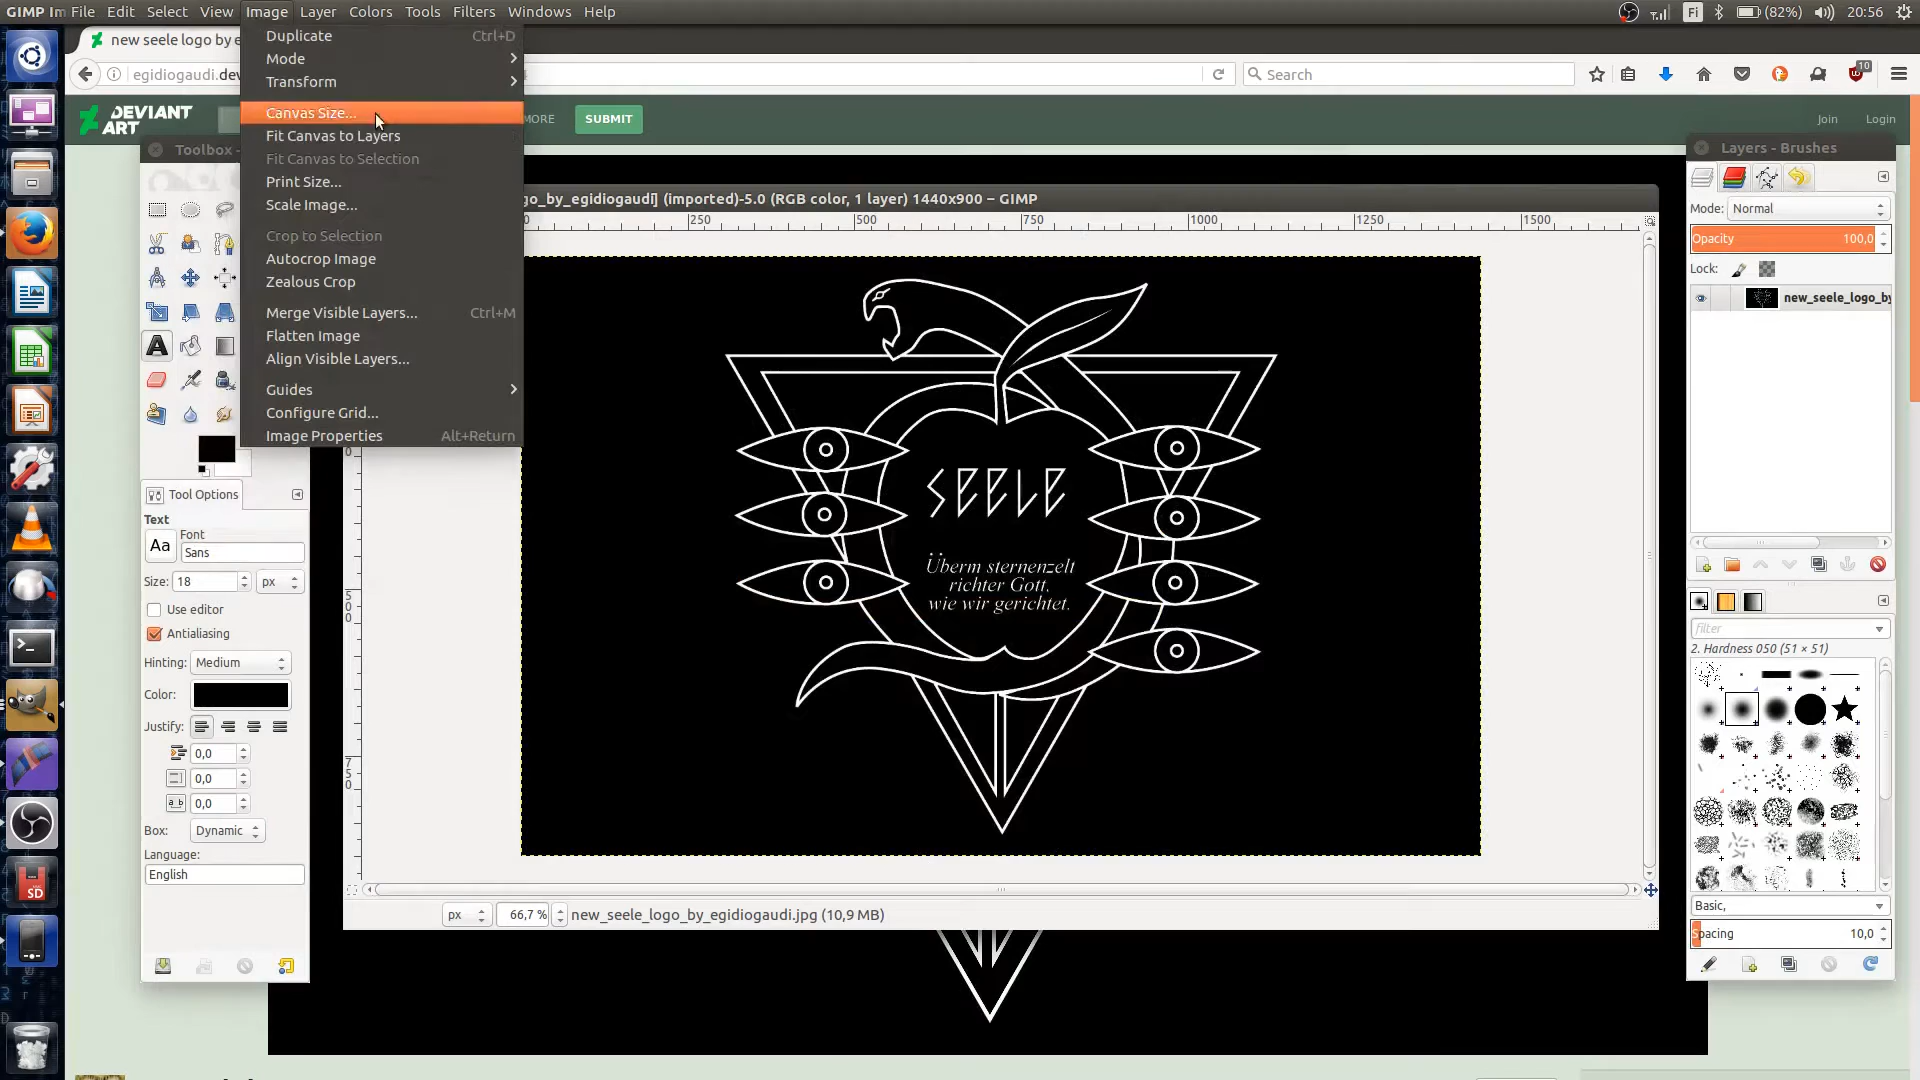 GIMP Im File Edit Select View Image Layer Colors Tools Filters Windows Help
Fi (82%) 20:56
new seele logo by e
egidiogaudi.dev
Search
10
DEVIANT
ART
MORE
SUBMIT
Join
Login
Duplicate Ctrl+D
Mode
Transform
Canvas Size...
Fit Canvas to Layers
Fit Canvas to Selection
Print Size...
Scale Image...
Crop to Selection
Autocrop Image
Zealous Crop
Merge Visible Layers... Ctrl+M
Flatten Image
Align Visible Layers...
Guides
Configure Grid...
Image Properties Alt+Return
Toolbox -
Tool Options
Text
Font
Aa
Sans
Size: 18 px
Use editor
Antialiasing
Hinting: Medium
Color:
Justify:
0,0
0,0
0,0
Box: Dynamic
Language:
English
go_by_egidiogaudi] (imported)-5.0 (RGB color, 1 layer) 1440x900 – GIMP
250 500 750 1000 1250 1500
500
750
SEELE
Überm sternenzelt
richter Gott,
wie wir gerichtet.
px 66,7 % new_seele_logo_by_egidiogaudi.jpg (10,9 MB)
Layers - Brushes
Mode: Normal
Opacity 100,0
Lock:
new_seele_logo_by
filter
2. Hardness 050 (51 × 51)
Basic,
Spacing 10,0
SD